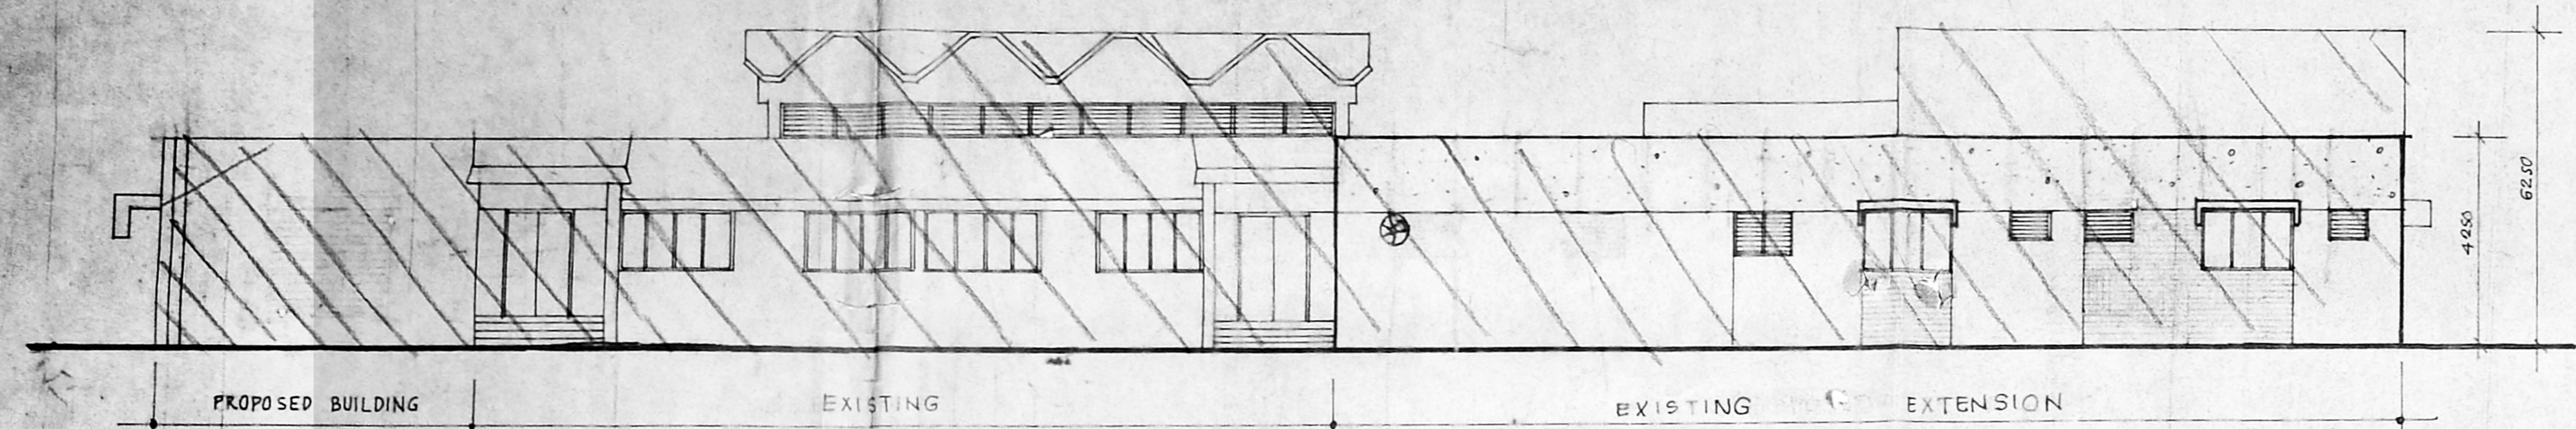 6250
4250
PROPOSED BUILDING
EXISTING
EXISTING EXTENSION